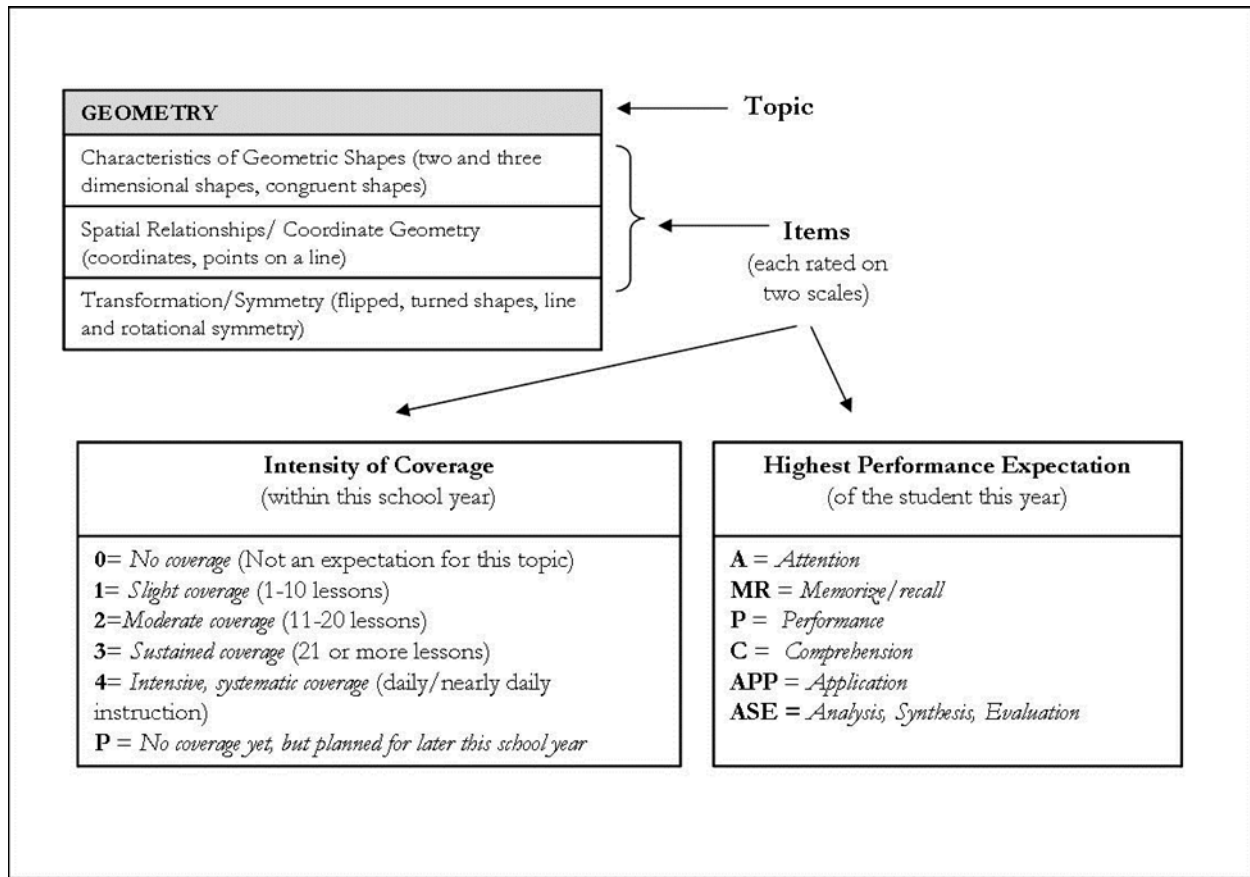 GEOMETRY
Topic
Characteristics of Geometric Shapes (two and three
dimensional shapes, congruent shapes)
Spatial Relationships/ Coordinate Geometry
(coordinates, points on a line)
Transformation/Symmetry (flipped, turned shapes, line
and rotational symmetry)
Items
(each rated on
two scales)
Intensity of Coverage
(within this school year)
0= No coverage (Not an expectation for this topic)
1= Slight coverage (1-10 lessons)
2=Moderate coverage (11-20 lessons)
3= Sustained coverage (21 or more lessons)
4= Intensive, systematic coverage (daily/nearly daily
instruction)
P = No coverage yet, but planned for later this school year
Highest Performance Expectation
(of the student this year)
A = Attention
MR = Memorize/recall
P = Performance
C = Comprehension
APP = Application
ASE = Analysis, Synthesis, Evaluation